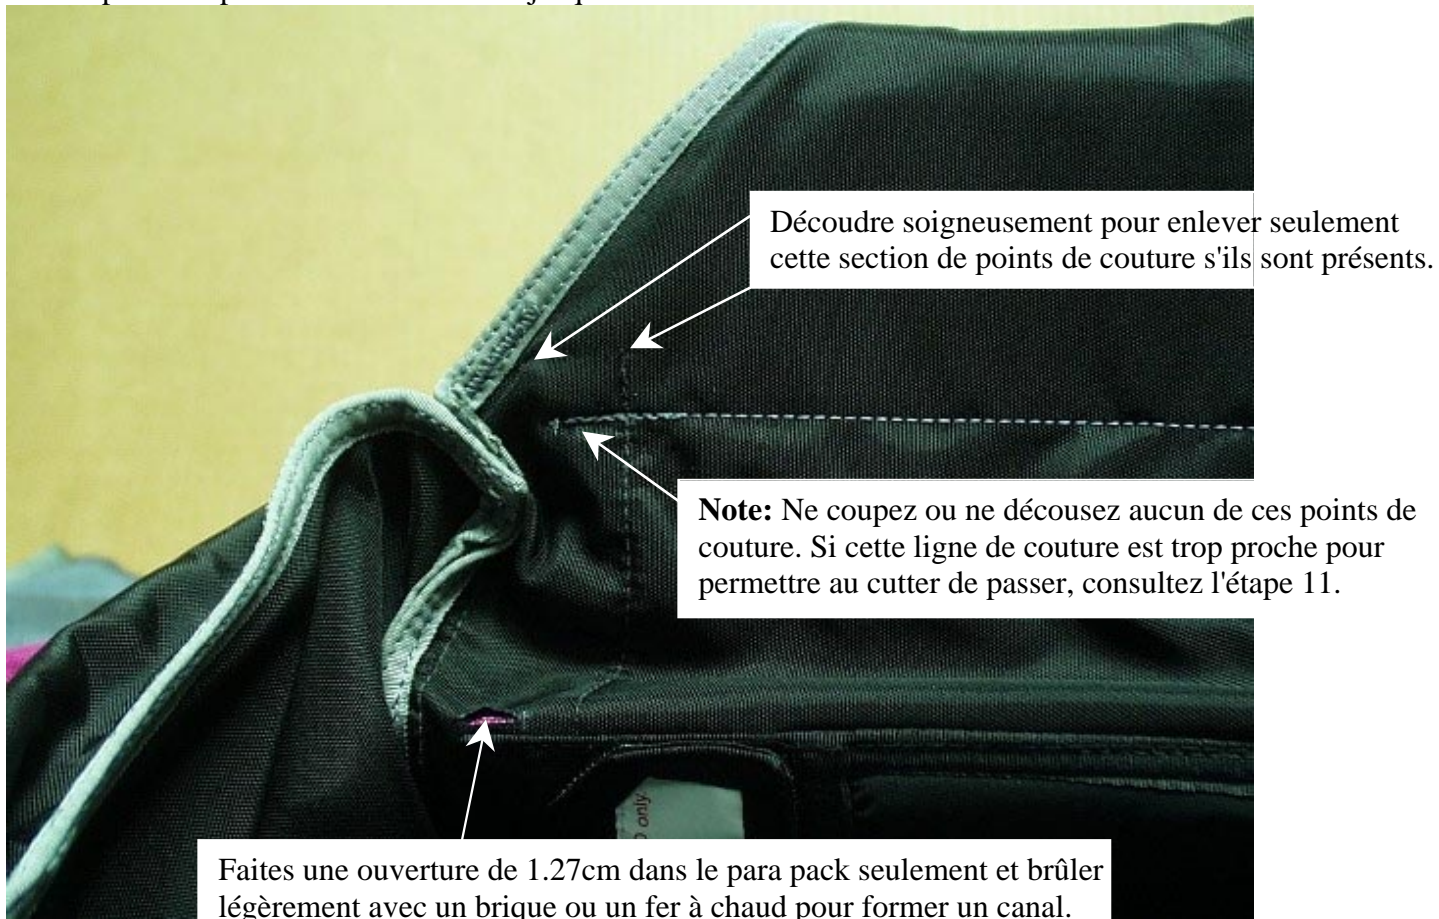 Découdre soigneusement pour enlever seulement
cette section de points de couture s'ils sont présents.
Note: Ne coupez ou ne décousez aucun de ces points de
couture. Si cette ligne de couture est trop proche pour
permettre au cutter de passer, consultez l'étape 11.
only
Faites une ouverture de 1.27cm dans le para pack seulement et brûler
légèrement avec un brique ou un fer à chaud pour former un canal.